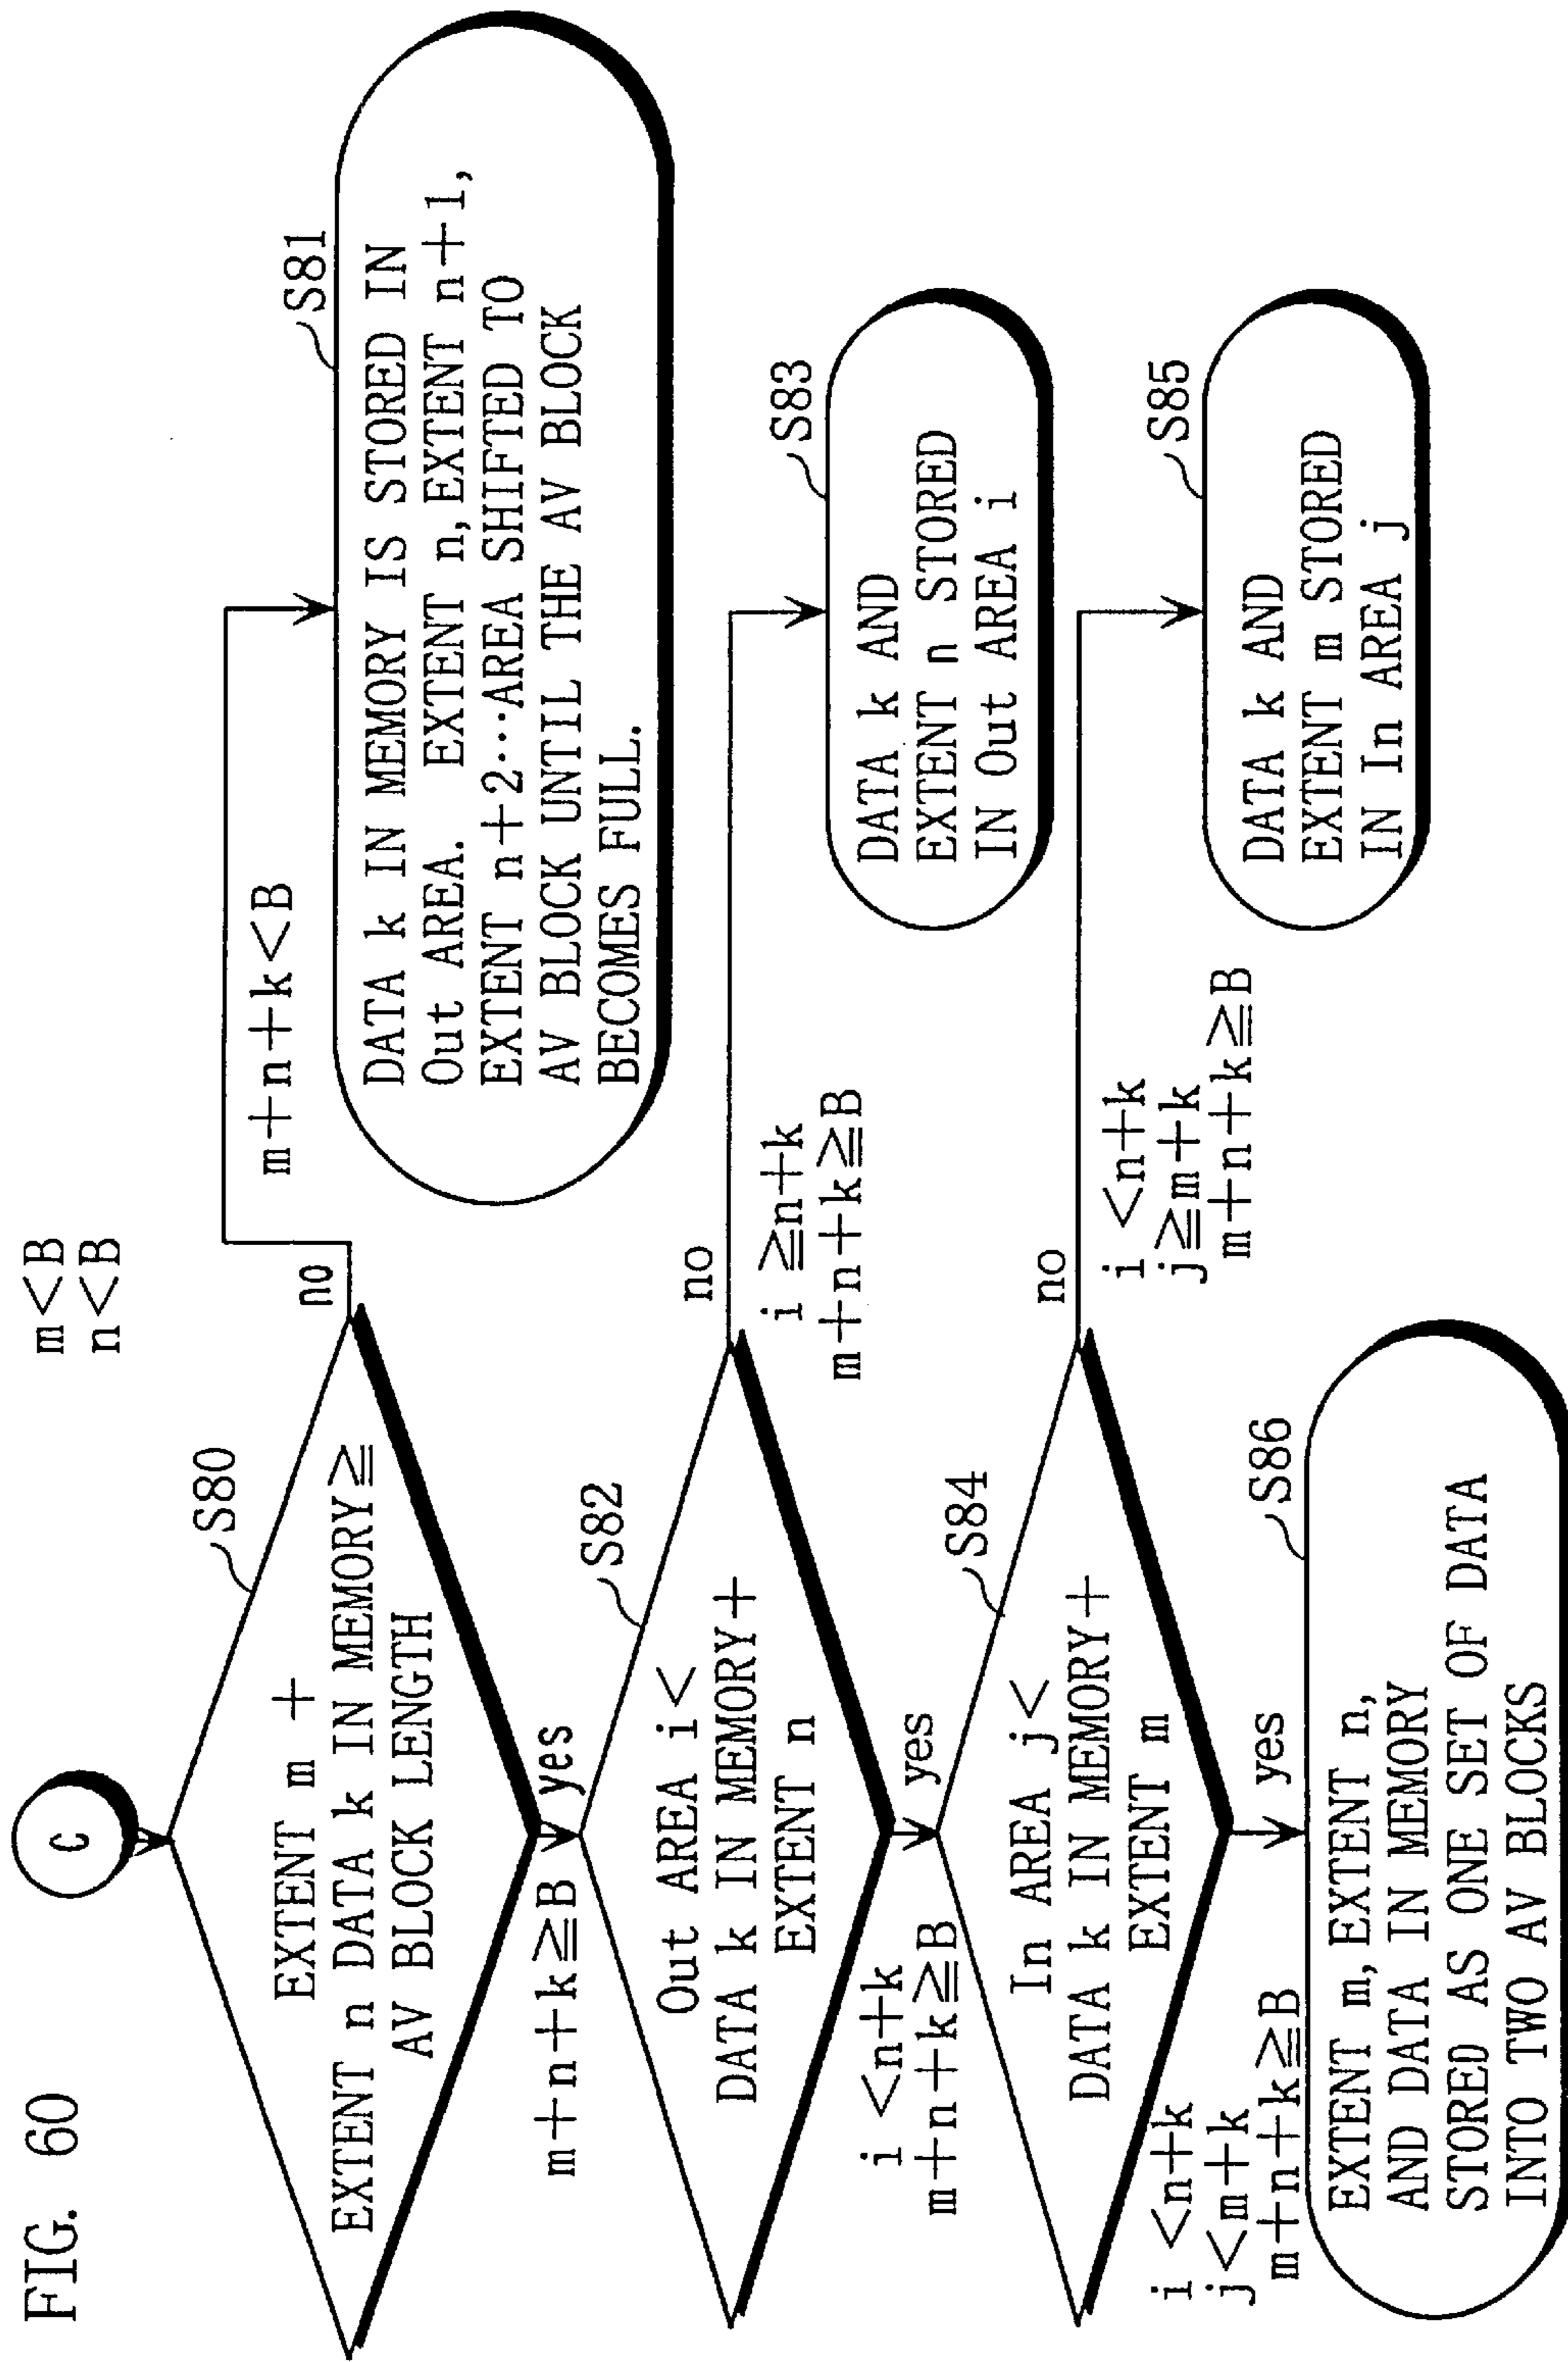 FIG. 60
m<B
n<B
C
S80
EXTENT m +
EXTENT n DATA k IN MEMORY≧
AV BLOCK LENGTH
no
m+n+k<B
S81
DATA k IN MEMORY IS STORED IN
Out AREA. EXTENT n, EXTENT n+1,
EXTENT n+2···AREA SHIFTED TO
AV BLOCK UNTIL THE AV BLOCK
BECOMES FULL.
yes
m+n+k≧B
S82
Out AREA i<
DATA k IN MEMORY+
EXTENT n
no
i ≧n+k
m+n+k≧B
S83
DATA k AND
EXTENT n STORED
IN Out AREA i
yes
i <n+k
m+n+k≧B
S84
In AREA j<
DATA k IN MEMORY+
EXTENT m
no
i <n+k
j≧m+k
m+n+k≧B
S85
DATA k AND
EXTENT m STORED
IN In AREA j
yes
i <n+k
j<m+k
m+n+k≧B
S86
EXTENT m, EXTENT n,
AND DATA IN MEMORY
STORED AS ONE SET OF DATA
INTO TWO AV BLOCKS